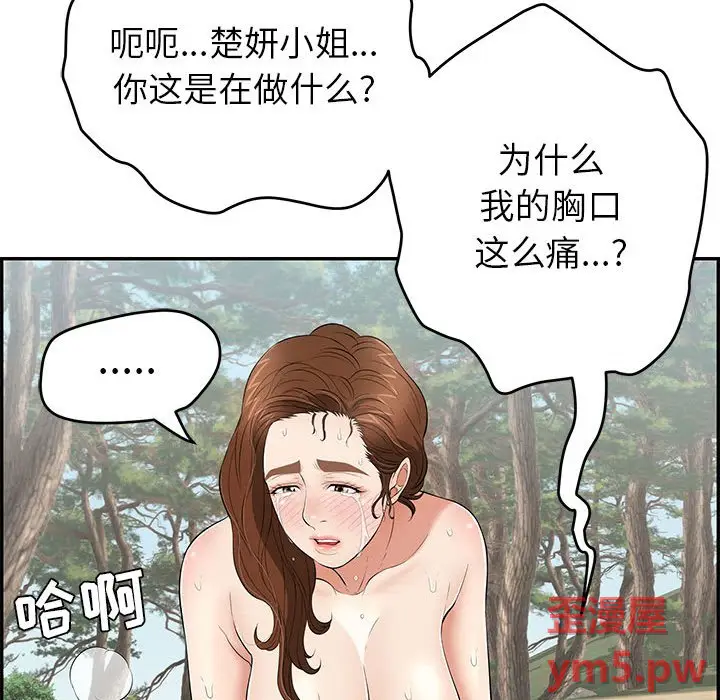 呃呃...楚妍小姐...
你这是在做什么?
为什么
我的胸口
这么痛...?
.....
哈啊
歪漫屋
ym5.pw